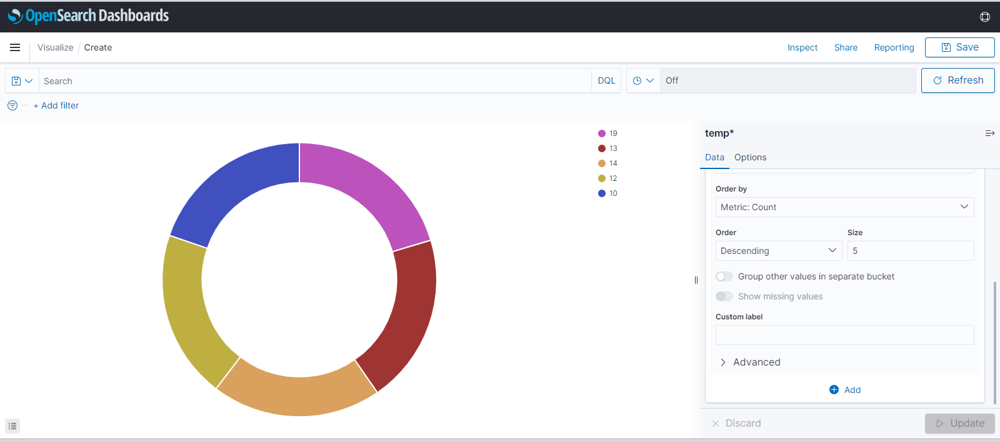 OpenSearch Dashboards
Visualize / Create
Inspect
Share
Reporting
Save
Search
DQL
Off
Refresh
+ Add filter
19
13
14
12
10
temp*
Data
Options
Order by
Metric: Count
Order
Size
Descending
5
Group other values in separate bucket
Show missing values
Custom label
Advanced
Add
Discard
Update